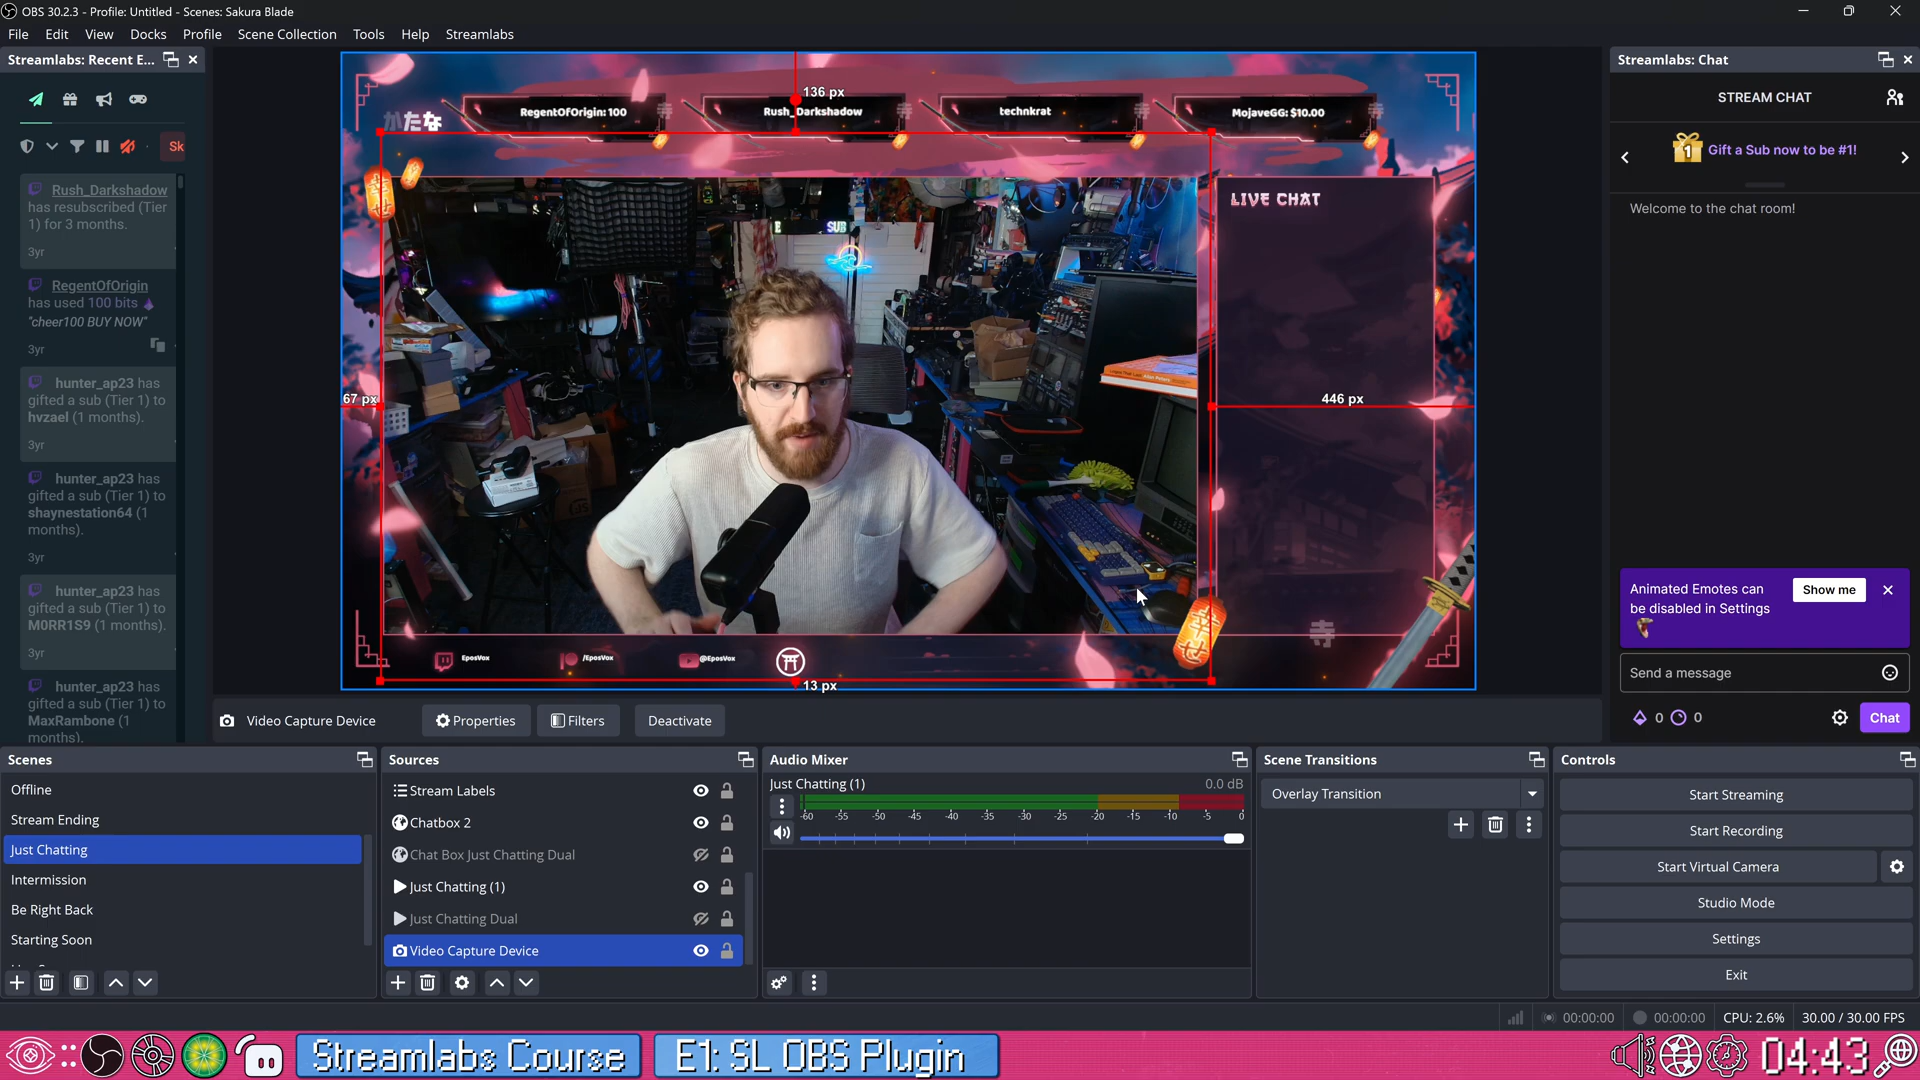 OBS 30.2.3 - Profile: Untitled - Scenes: Sakura Blade
File Edit View Docks Profile Scene Collection Tools Help Streamlabs
Streamlabs: Recent E...
Sk
Rush_Darkshadow
has resubscribed (Tier
1) for 3 months.
3yr
RegentOfOrigin
has used 100 bits
"cheer100 BUY NOW"
3yr
hunter_ap23 has
gifted a sub (Tier 1) to
hvzael (1 months).
3yr
hunter_ap23 has
gifted a sub (Tier 1) to
shaynestation64 (1
months).
3yr
hunter_ap23 has
gifted a sub (Tier 1) to
M0RR1S9 (1 months).
3yr
hunter_ap23 has
gifted a sub (Tier 1) to
MaxRambone (1
months).
136 px
かたな
RegentOfOrigin: 100
Rush_Darkshadow
technkrat
MojaveGG: $10.00
SUB
LIVE CHAT
67 px
446 px
寺
EposVox
/EposVox
@EposVox
13 px
Streamlabs: Chat
STREAM CHAT
1
Gift a Sub now to be #1!
Welcome to the chat room!
Animated Emotes can
be disabled in Settings
Show me
Send a message
0 0
Chat
Video Capture Device
Properties
Filters
Deactivate
Scenes
Offline
Stream Ending
Just Chatting
Intermission
Be Right Back
Starting Soon
Sources
Stream Labels
Chatbox 2
Chat Box Just Chatting Dual
Just Chatting (1)
Just Chatting Dual
Video Capture Device
Audio Mixer
Just Chatting (1)
0.0 dB
-60 -55 -50 -45 -40 -35 -30 -25 -20 -15 -10 -5 0
Scene Transitions
Overlay Transition
Controls
Start Streaming
Start Recording
Start Virtual Camera
Studio Mode
Settings
Exit
00:00:00
00:00:00
CPU: 2.6%
30.00 / 30.00 FPS
Streamlabs Course
E1: SL OBS Plugin
04:43